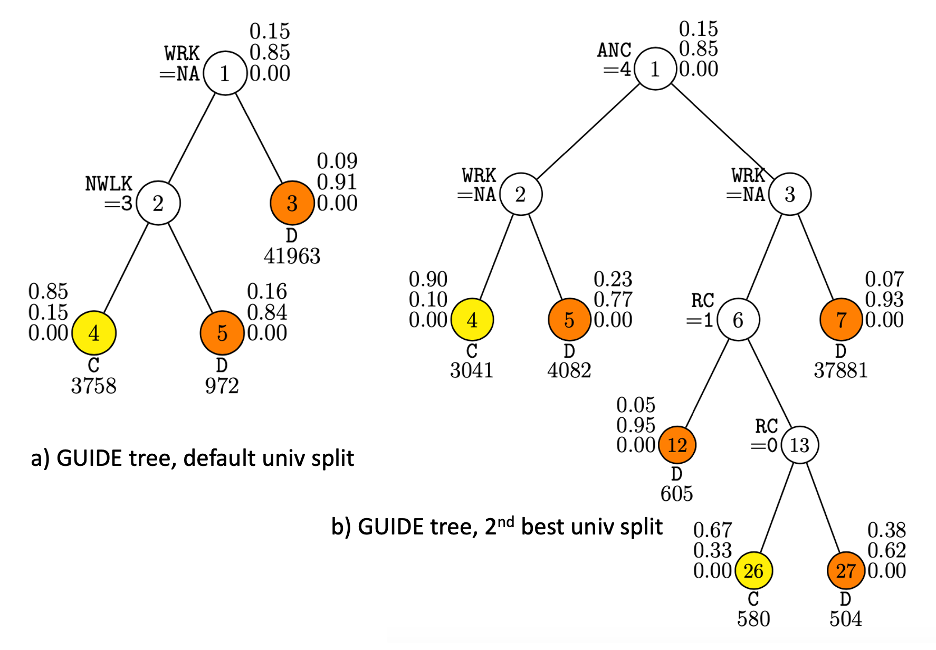 0.15
0.85
0.00
WRK
=NA
1
NWLK
=3
2
0.09
0.91
0.00
3
D
41963
0.85
0.15
0.00
4
C
3758
0.16
0.84
0.00
5
D
972
a) GUIDE tree, default univ split
0.15
0.85
0.00
ANC
=4
1
WRK
=NA
2
WRK
=NA
3
0.90
0.10
0.00
4
C
3041
0.23
0.77
0.00
5
D
4082
RC
=1
6
0.07
0.93
0.00
7
D
37881
0.05
0.95
0.00
12
D
605
RC
=0
13
0.67
0.33
0.00
26
C
580
0.38
0.62
0.00
27
D
504
b) GUIDE tree, 2nd best univ split